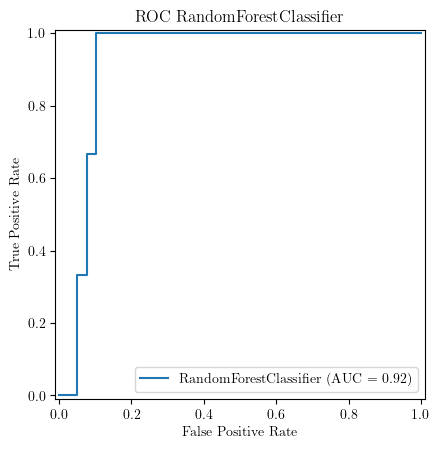 ROC RandomForestClassifier
True Positive Rate
1.0
0.8
0.6
0.4
0.2
0.0
RandomForestClassifier (AUC = 0.92)
0.0 0.2 0.4 0.6 0.8 1.0
False Positive Rate